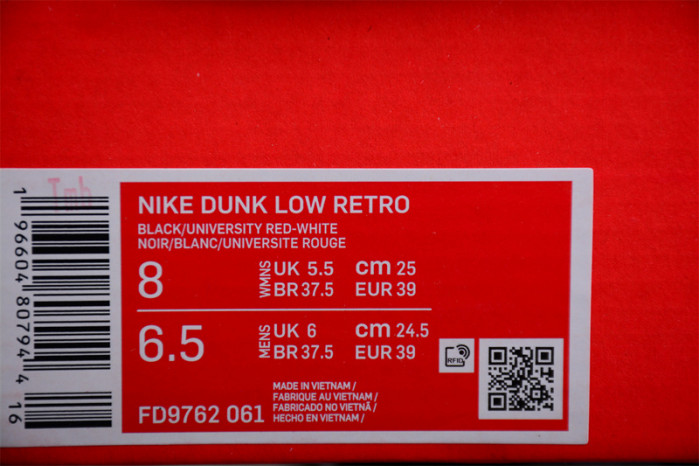 Tmb
1 96604 80794 4 16
NIKE DUNK LOW RETRO
BLACK/UNIVERSITY RED-WHITE
NOIR/BLANC/UNIVERSITE ROUGE
8 WMNS UK 5.5 cm 25
BR 37.5 EUR 39
6.5 MENS UK 6 cm 24.5
BR 37.5 EUR 39
RFID
MADE IN VIETNAM /
FABRIQUE AU VIETNAM /
FABRICADO NO VIETNÃ /
HECHO EN VIETNAM /
FD9762 061